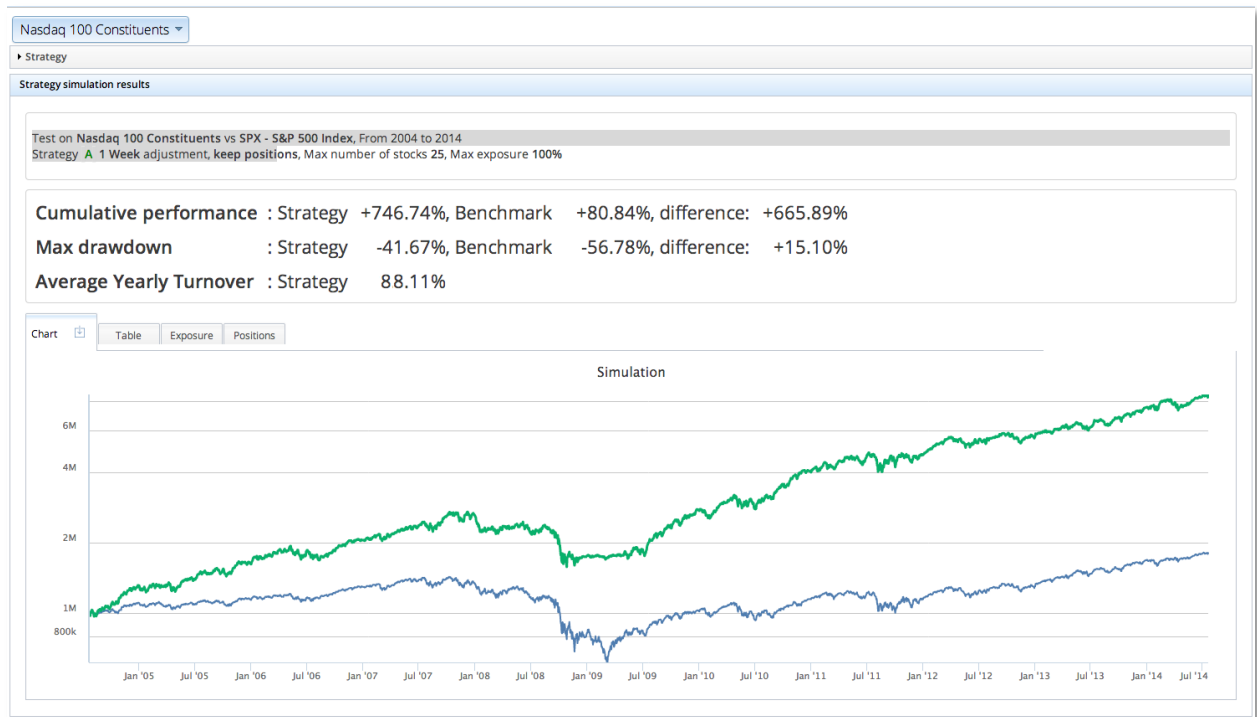 Nasdaq 100 Constituents
Strategy
Strategy simulation results
Test on Nasdaq 100 Constituents vs SPX - S&P 500 Index, From 2004 to 2014
Strategy A 1 Week adjustment, keep positions, Max number of stocks 25, Max exposure 100%
Cumulative performance : Strategy +746.74%, Benchmark +80.84%, difference: +665.89%
Max drawdown : Strategy -41.67%, Benchmark -56.78%, difference: +15.10%
Average Yearly Turnover : Strategy 88.11%
Chart Table Exposure Positions
Simulation
6M
4M
2M
1M
800k
Jan '05 Jul '05 Jan '06 Jul '06 Jan '07 Jul '07 Jan '08 Jul '08 Jan '09 Jul '09 Jan '10 Jul '10 Jan '11 Jul '11 Jan '12 Jul '12 Jan '13 Jul '13 Jan '14 Jul '14